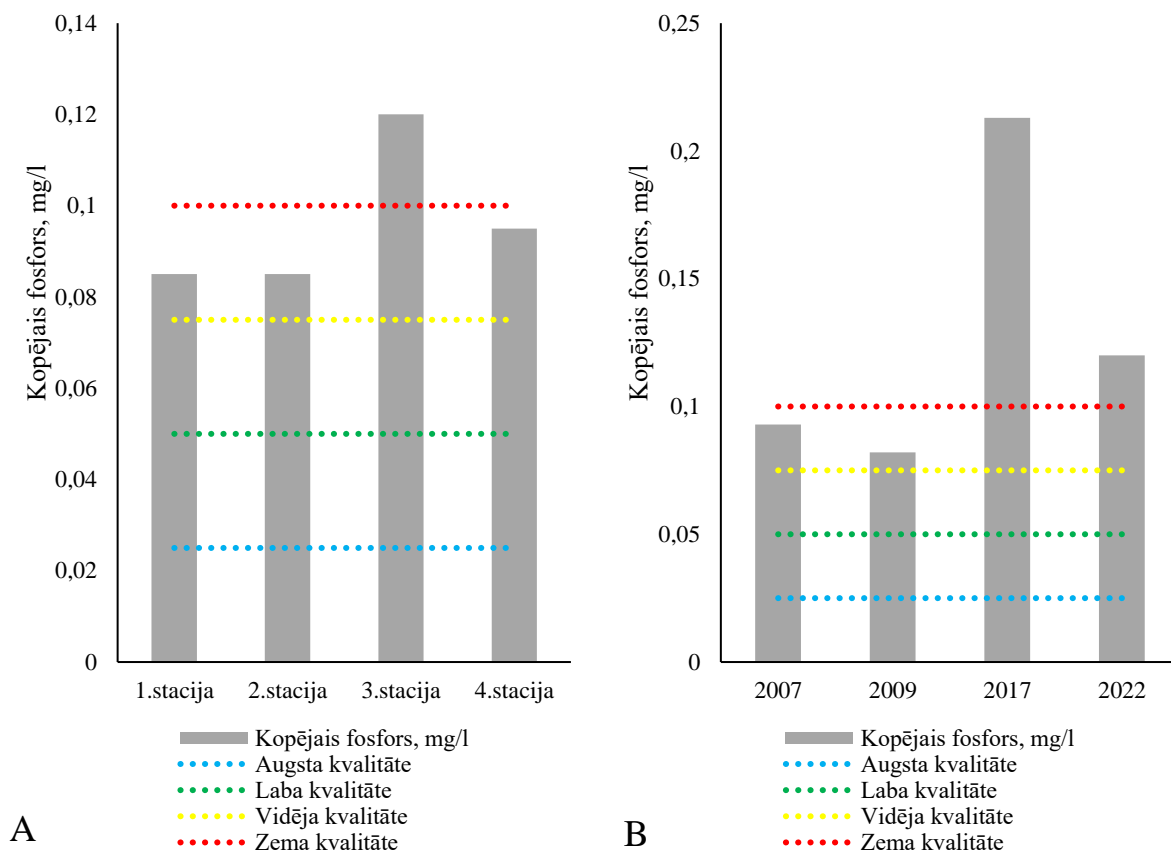 Kopējais fosfors, mg/l
0,14
0,12
0,1
0,08
0,06
0,04
0,02
0
1.stacija 2.stacija 3.stacija 4.stacija
Kopējais fosfors, mg/l
Augsta kvalitāte
Laba kvalitāte
Vidēja kvalitāte
Zema kvalitāte
A
Kopējais fosfors, mg/l
0,25
0,2
0,15
0,1
0,05
0
2007 2009 2017 2022
Kopējais fosfors, mg/l
Augsta kvalitāte
Laba kvalitāte
Vidēja kvalitāte
Zema kvalitāte
B